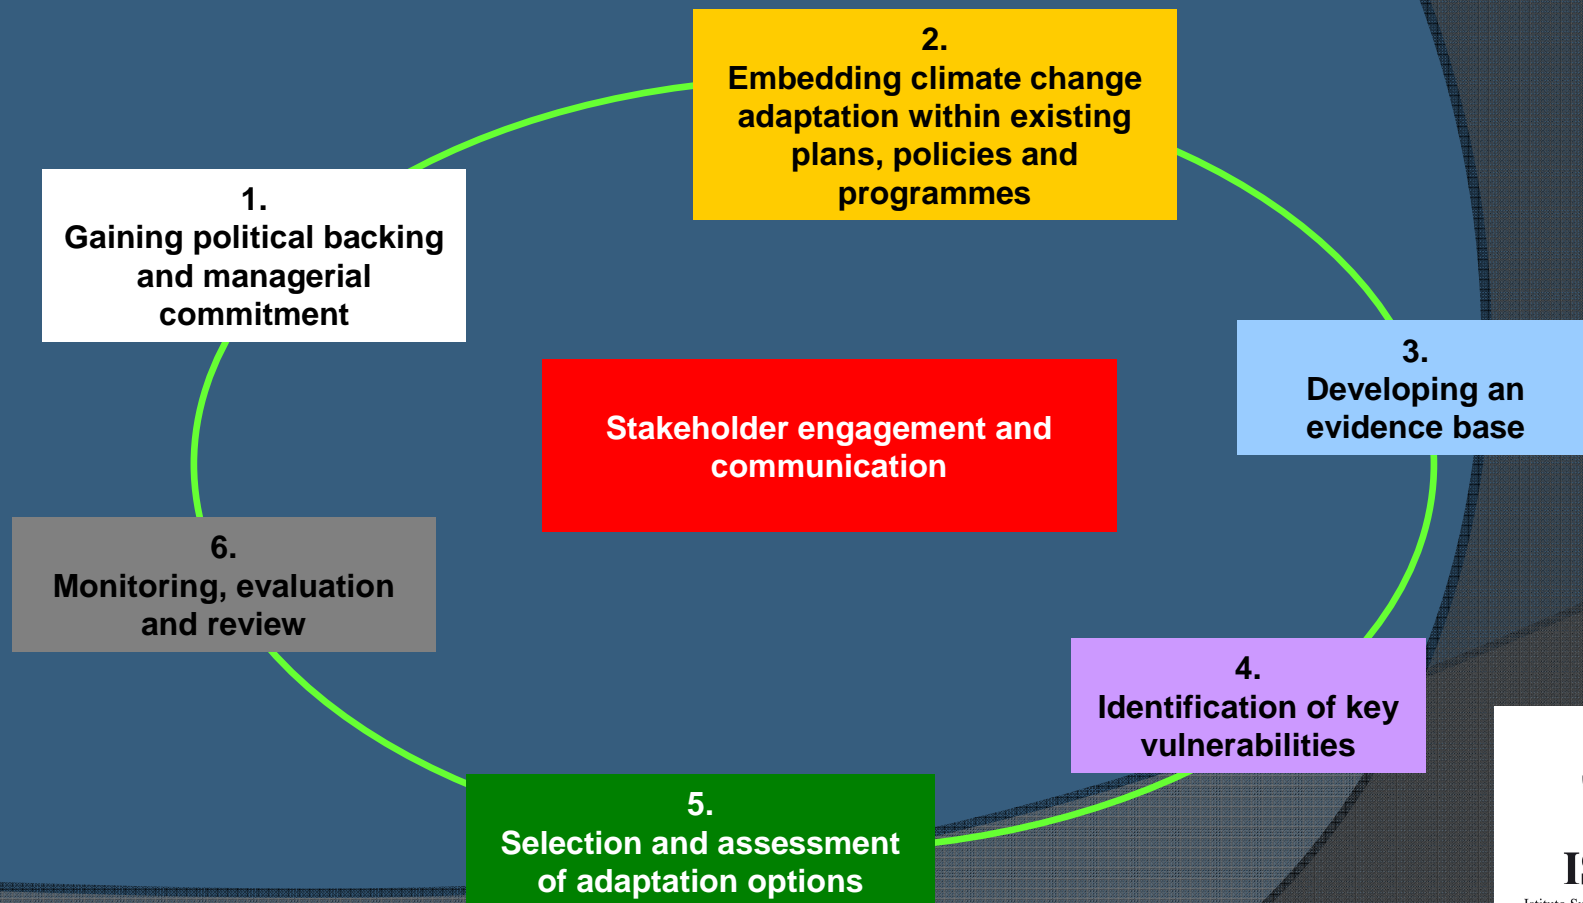 1.
Gaining political backing
and managerial
commitment
2.
Embedding climate change
adaptation within existing
plans, policies and
programmes
3.
Developing an
evidence base
Stakeholder engagement and
communication
4.
Identification of key
vulnerabilities
5.
Selection and assessment
of adaptation options
6.
Monitoring, evaluation
and review
Istituto